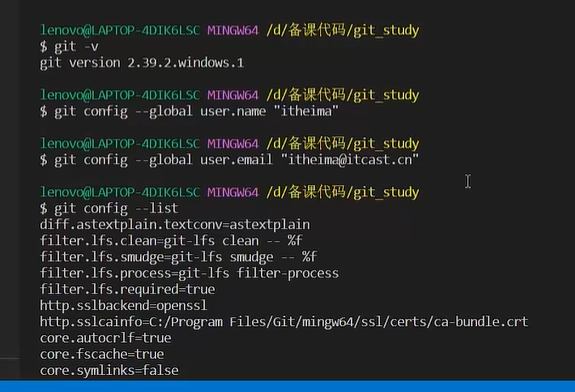 lenovo@LAPTOP-4DIK6LSC MINGW64 /d/备课代码/git_study
$ git -v
git version 2.39.2.windows.1
lenovo@LAPTOP-4DIK6LSC MINGW64 /d/备课代码/git_study
$ git config --global user.name "itheima"
lenovo@LAPTOP-4DIK6LSC MINGW64 /d/备课代码/git_study
$ git config --global user.email "itheima@itcast.cn"
lenovo@LAPTOP-4DIK6LSC MINGW64 /d/备课代码/git_study
$ git config --list
diff.astextplain.textconv=astextplain
filter.lfs.clean=git-lfs clean -- %f
filter.lfs.smudge=git-lfs smudge -- %f
filter.lfs.process=git-lfs filter-process
filter.lfs.required=true
http.sslbackend=openssl
http.sslcainfo=C:/Program Files/Git/mingw64/ssl/certs/ca-bundle.crt
core.autocrlf=true
core.fscache=true
core.symlinks=false